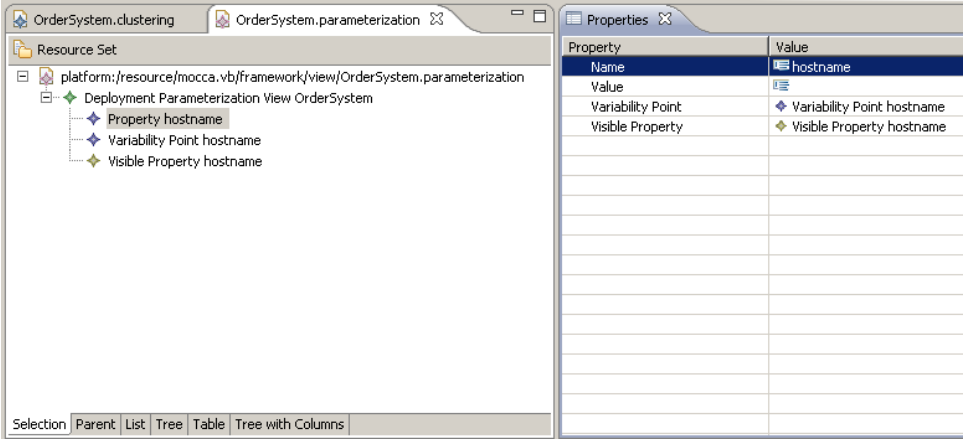 OrderSystem.clustering
OrderSystem.parameterization
Resource Set
platform:/resource/mocca.vb/framework/view/OrderSystem.parameterization
Deployment Parameterization View OrderSystem
Property hostname
Variability Point hostname
Visible Property hostname
Selection Parent List Tree Table Tree with Columns
Properties
Property Value
Name hostname
Value
Variability Point Variability Point hostname
Visible Property Visible Property hostname